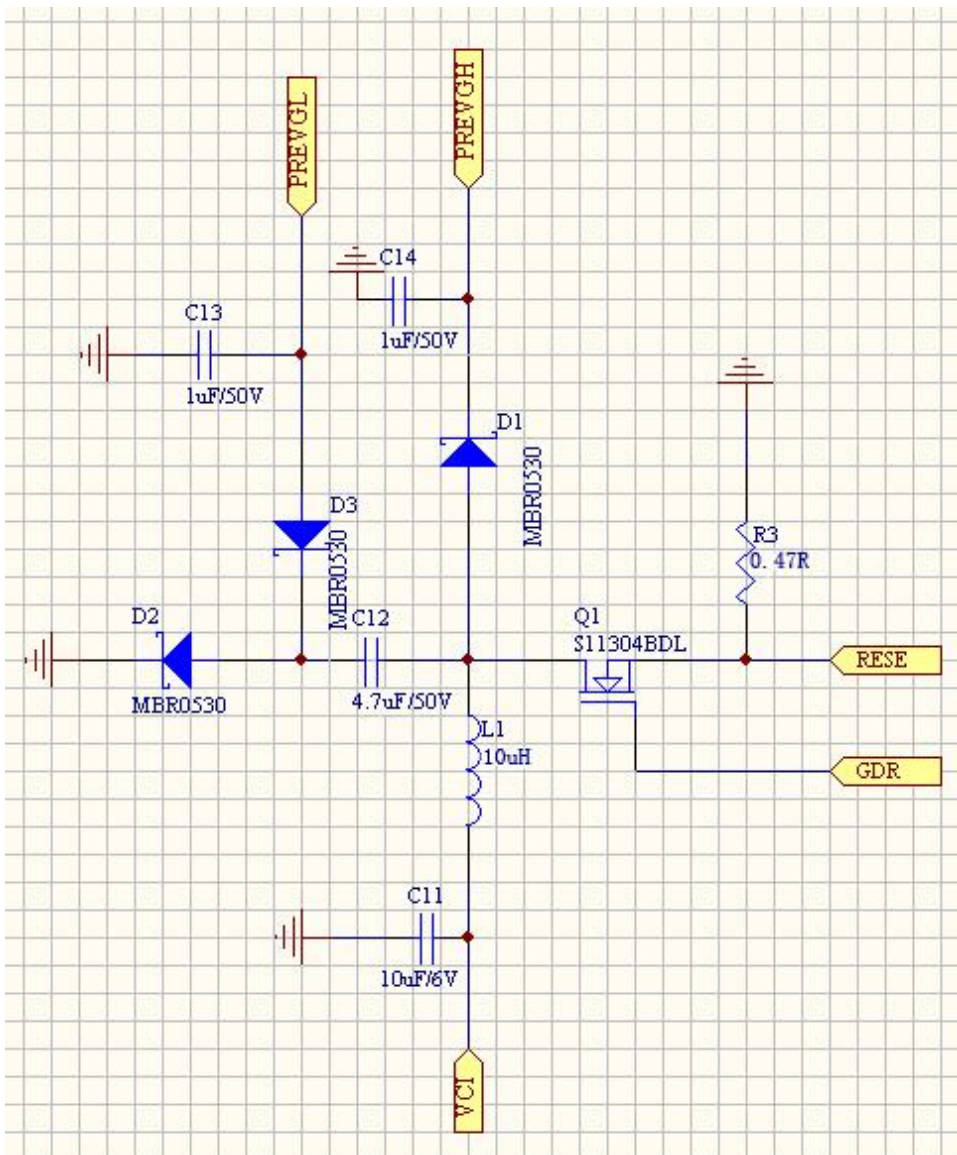 PREVGL
PREVGH
C14
1uF/50V
C13
1uF/50V
D1
MBR0530
D3
MBR0530
R3
0.47R
D2
MBR0530
C12
4.7uF/50V
Q1
S11304BDL
RESE
L1
10uH
GDR
C11
10uF/6V
VCI